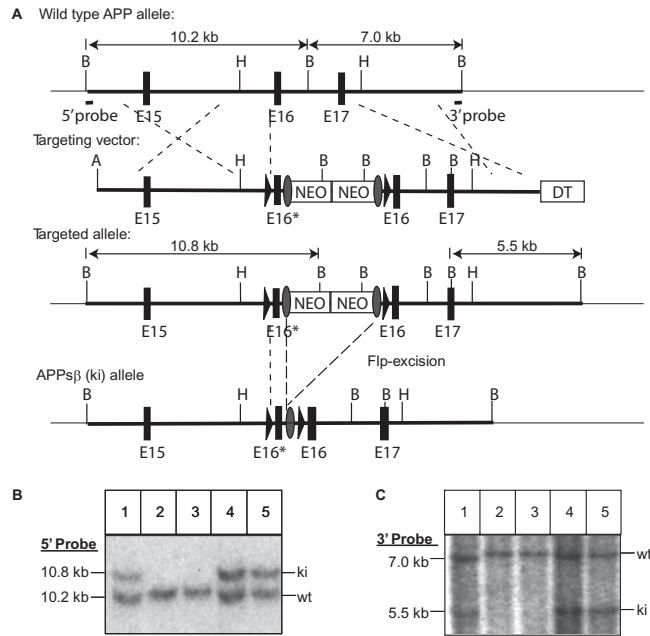 A Wild type APP allele:
10.2 kb 7.0 kb
B H B H B
5'probe E15 E16 E17 3'probe
Targeting vector:
A H B B B B H
NEO NEO DT
E15 E16* E16 E17
Targeted allele:
10.8 kb 5.5 kb
B H B B B B H B
NEO NEO
E15 E16* E16 E17
Flp-excision
APPsβ (ki) allele
B H B B H B
E15 E16* E16 E17
B
1 2 3 4 5
5' Probe
10.8 kb ki
10.2 kb wt
C
1 2 3 4 5
3' Probe
7.0 kb wt
5.5 kb ki